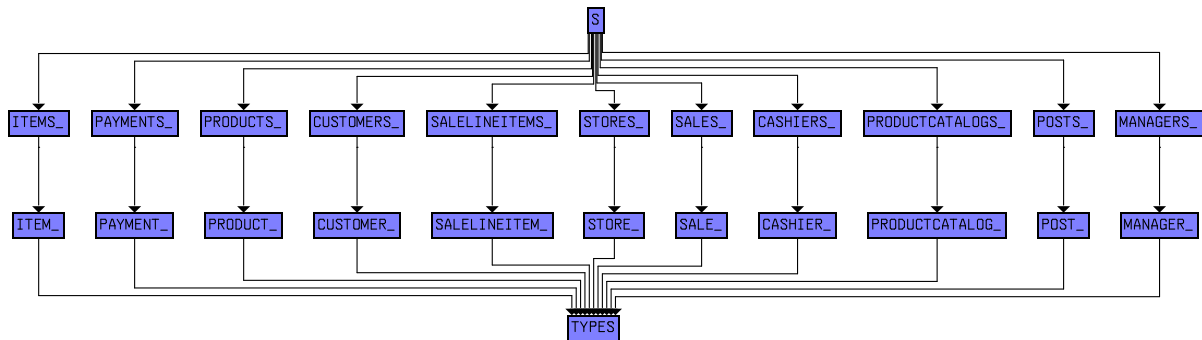 S
ITEMS_ PAYMENTS_ PRODUCTS_ CUSTOMERS_ SALELINEITEMS_ STORES_ SALES_ CASHIERS_ PRODUCTCATALOGS_ POSTS_ MANAGERS_
ITEM_ PAYMENT_ PRODUCT_ CUSTOMER_ SALELINEITEM_ STORE_ SALE_ CASHIER_ PRODUCTCATALOG_ POST_ MANAGER_
TYPES